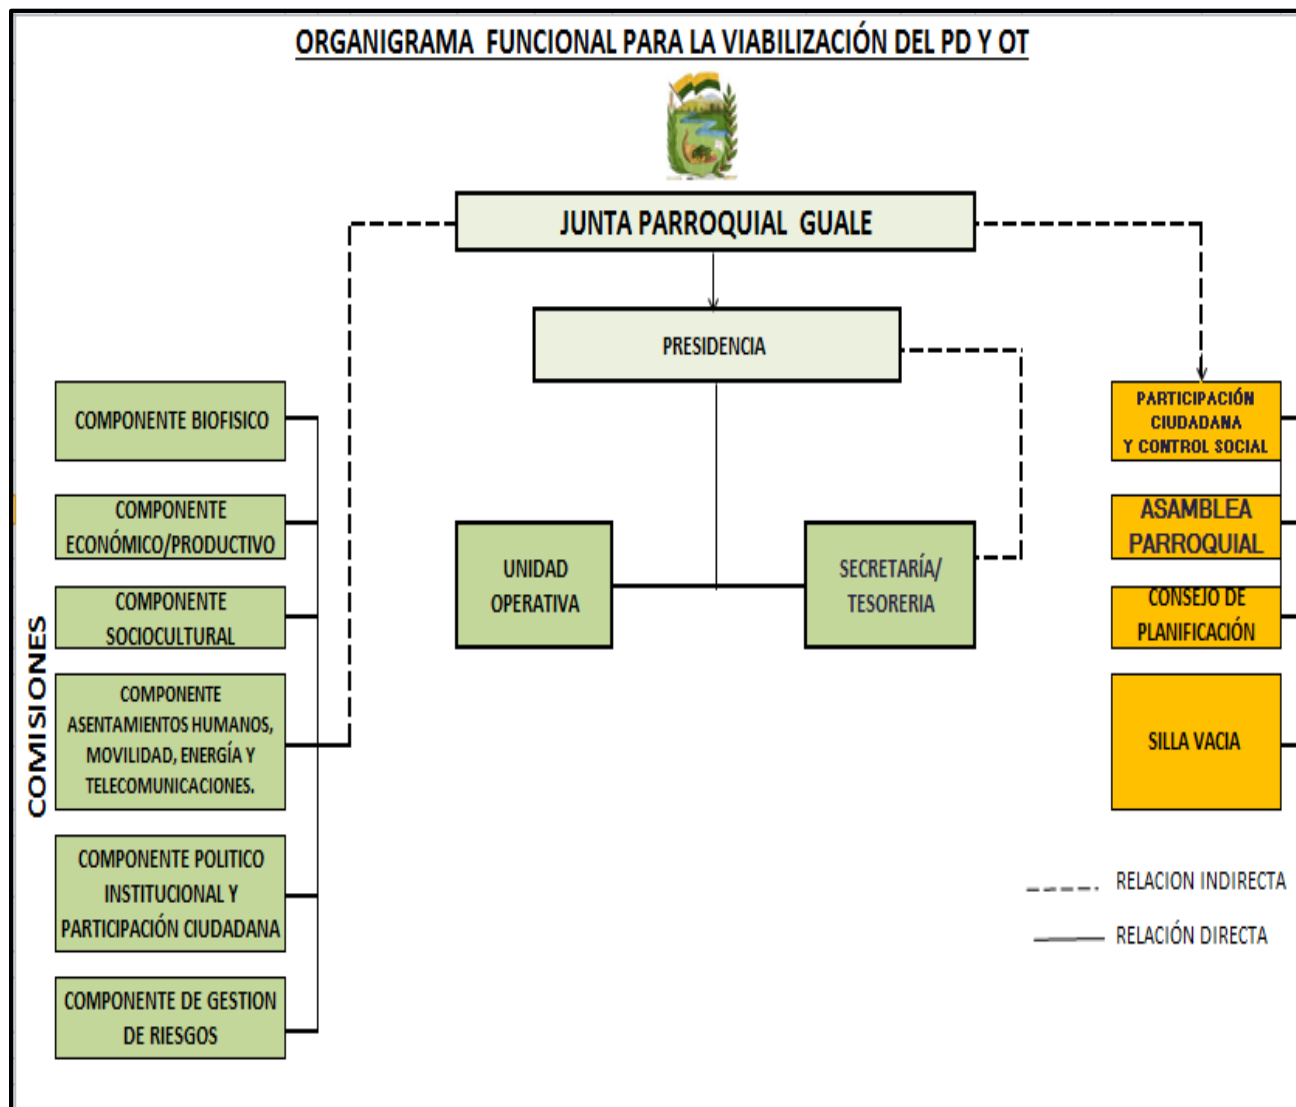 ORGANIGRAMA FUNCIONAL PARA LA VIABILIZACIÓN DEL PD Y OT
JUNTA PARROQUIAL GUALE
PRESIDENCIA
COMISIONES
COMPONENTE BIOFISICO
COMPONENTE
ECONÓMICO/PRODUCTIVO
COMPONENTE
SOCIOCULTURAL
COMPONENTE
ASENTAMIENTOS HUMANOS,
MOVILIDAD, ENERGÍA Y
TELECOMUNICACIONES.
COMPONENTE POLITICO
INSTITUCIONAL Y
PARTICIPACIÓN CIUDADANA
COMPONENTE DE GESTION
DE RIESGOS
UNIDAD
OPERATIVA
SECRETARÍA/
TESORERIA
PARTICIPACIÓN
CIUDADANA
Y CONTROL SOCIAL
ASAMBLEA
PARROQUIAL
CONSEJO DE
PLANIFICACIÓN
SILLA VACIA
RELACION INDIRECTA
RELACIÓN DIRECTA